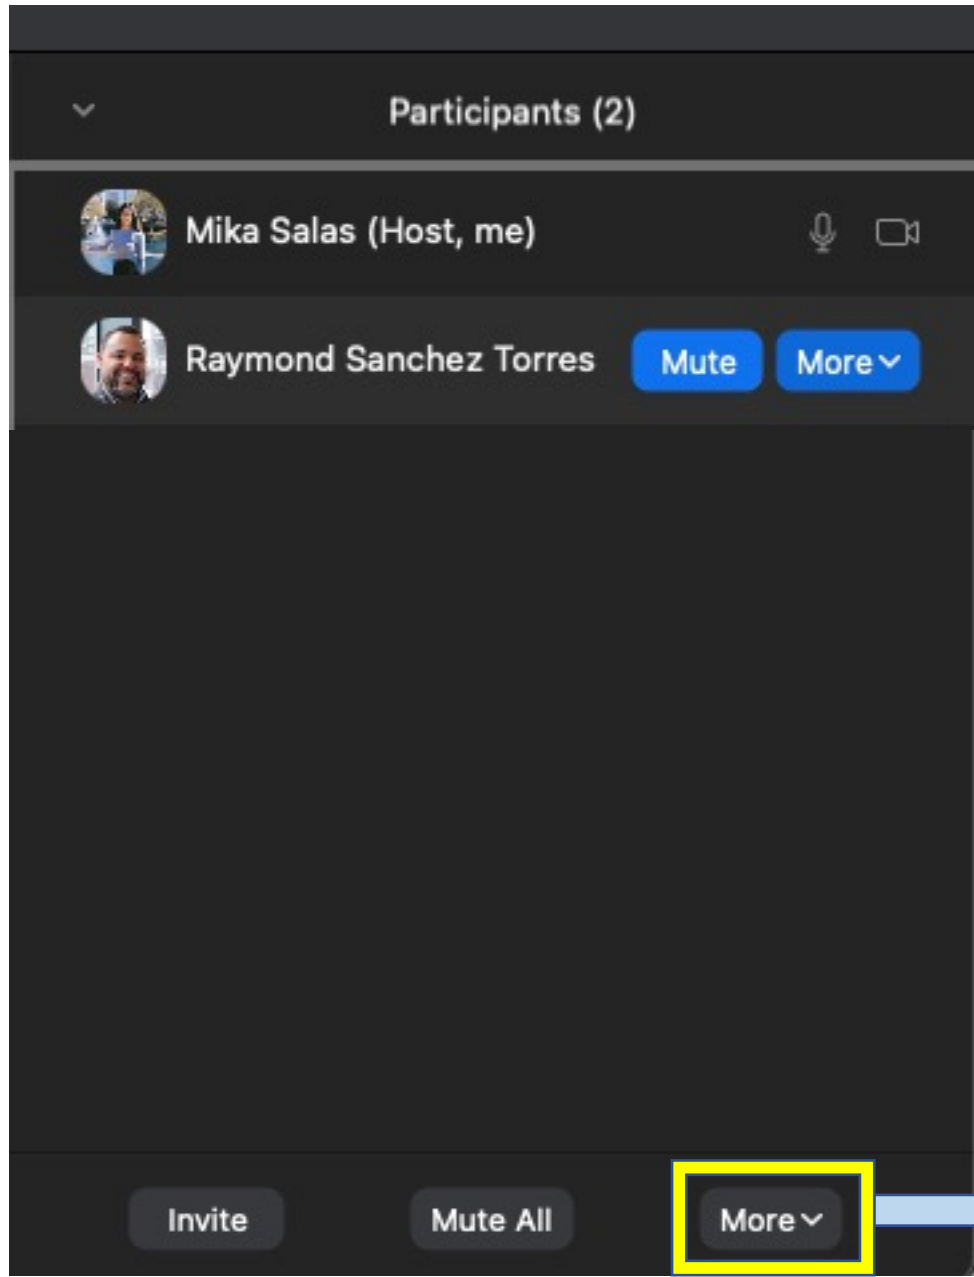 Participants (2)
Mika Salas (Host, me)
Raymond Sanchez Torres Mute More
Invite Mute All More